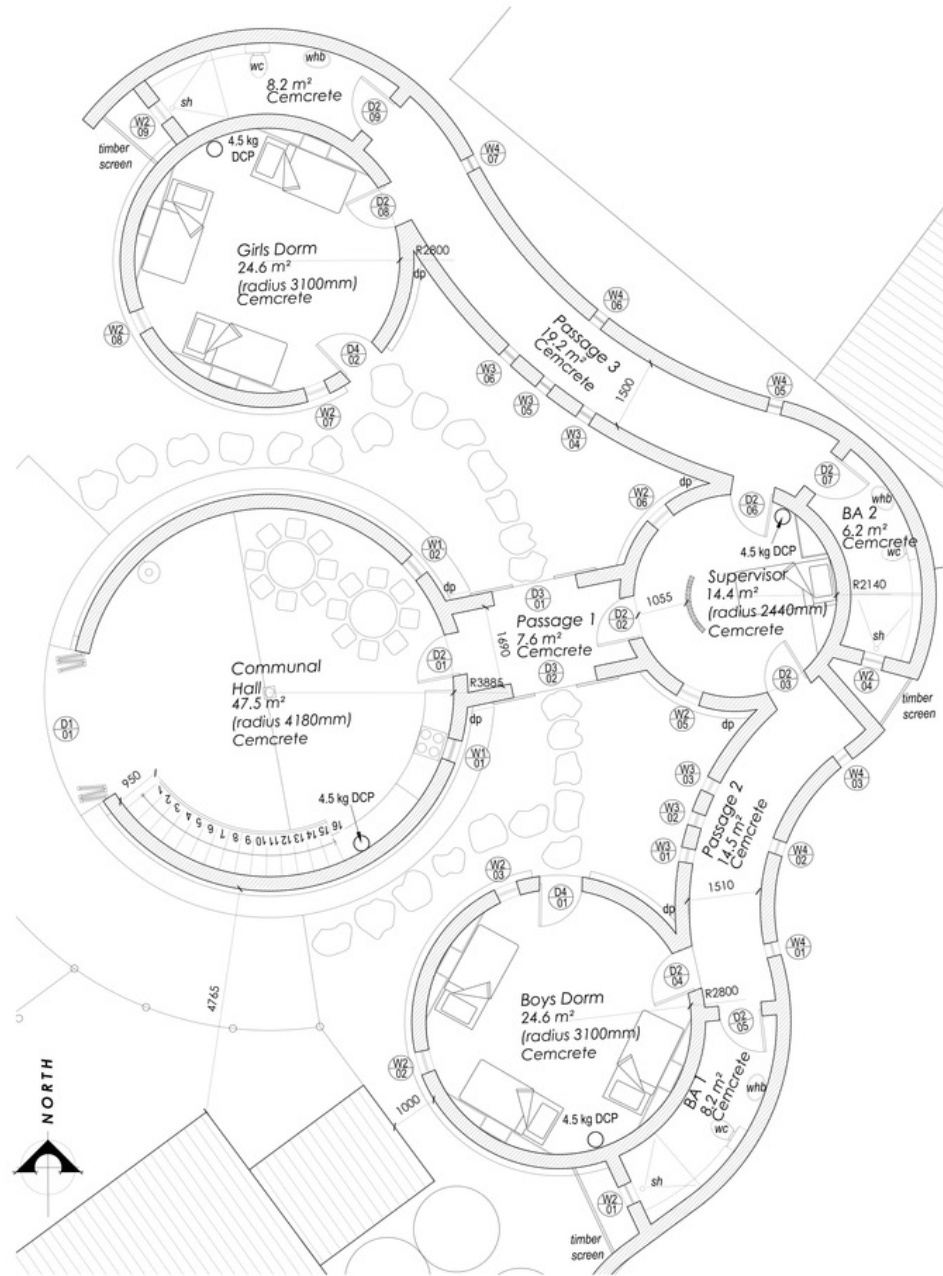 wc
whb
8.2 m²
Cemcrete
sh
D2
09
W2
09
timber
screen
4.5 kg
DCP
W4
07
D2
08
Girls Dorm
24.6 m²
(radius 3100mm)
Cemcrete
R2800
dp
W4
06
W2
08
D4
02
Passage 3
19.2 m²
Cemcrete
W3
06
W3
05
W3
04
1500
W4
05
W2
07
D2
07
whb
BA 2
6.2 m²
Cemcrete
wc
dp
W2
06
D2
06
4.5 kg DCP
W1
02
dp
D3
01
Supervisor
14.4 m²
(radius 2440mm)
Cemcrete
R2140
1055
D2
02
Passage 1
7.6 m²
Cemcrete
1690
sh
D2
01
D3
02
D2
03
W2
04
timber
screen
Communal
Hall
47.5 m²
(radius 4180mm)
Cemcrete
R3885
dp
W2
05
dp
D1
01
W1
01
W4
03
950
1 2 3 4 5 6 7 8 9 10 11 12 13 14 15 16
4.5 kg DCP
W3
03
W3
02
W3
01
Passage 2
14.5 m²
Cemcrete
W4
02
1510
W2
03
D4
01
dp
W4
01
D2
04
4765
Boys Dorm
24.6 m²
(radius 3100mm)
Cemcrete
R2800
D2
05
W2
02
1000
BA 1
8.2 m²
Cemcrete
whb
wc
4.5 kg DCP
sh
W2
01
timber
screen
NORTH